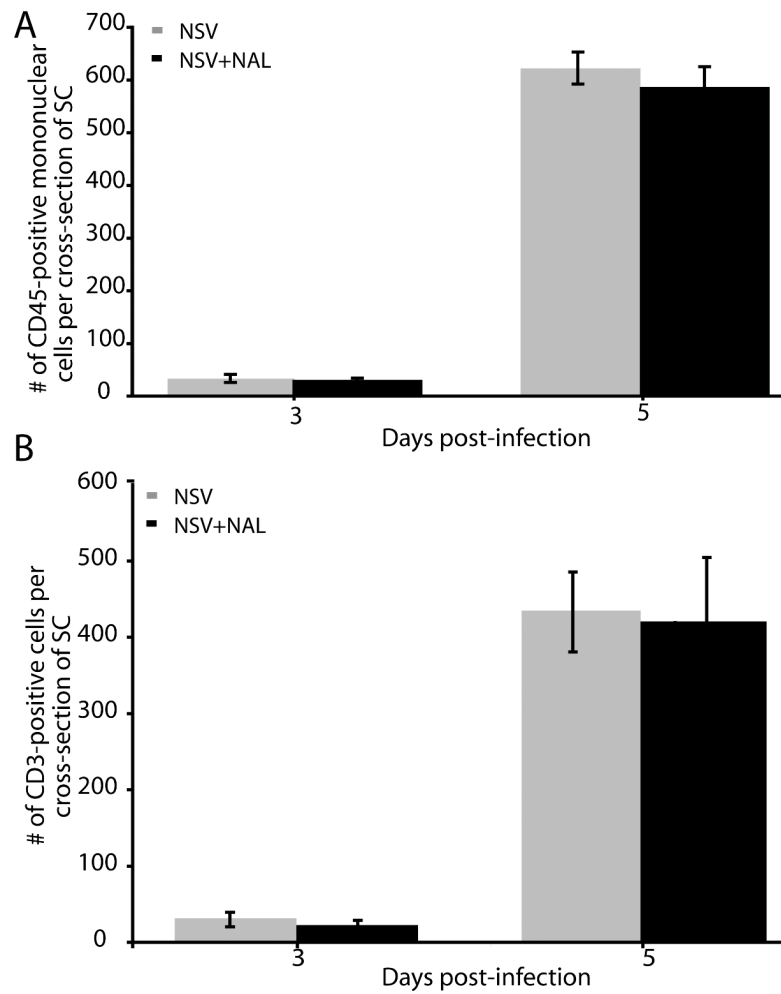 A
NSV
NSV+NAL
# of CD45-positive mononuclear
cells per cross-section of SC
700
600
500
400
300
200
100
0
3
5
Days post-infection
B
NSV
NSV+NAL
# of CD3-positive cells per
cross-section of SC
600
500
400
300
200
100
0
3
5
Days post-infection